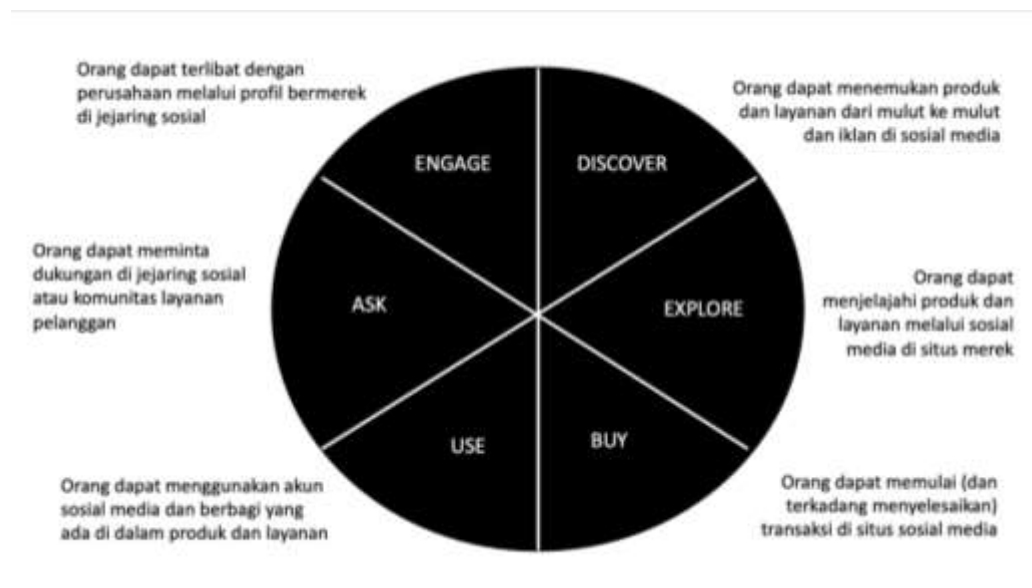 Orang dapat terlibat dengan
perusahaan melalui profil bermerek
di jejaring sosial
Orang dapat menemukan produk
dan layanan dari mulut ke mulut
dan iklan di sosial media
ENGAGE
DISCOVER
Orang dapat meminta
dukungan di jejaring sosial
atau komunitas layanan
pelanggan
ASK
EXPLORE
Orang dapat
menjelajahi produk dan
layanan melalui sosial
media di situs merek
USE
BUY
Orang dapat menggunakan akun
sosial media dan berbagi yang
ada di dalam produk dan layanan
Orang dapat memulai (dan
terkadang menyelesaikan)
transaksi di situs sosial media